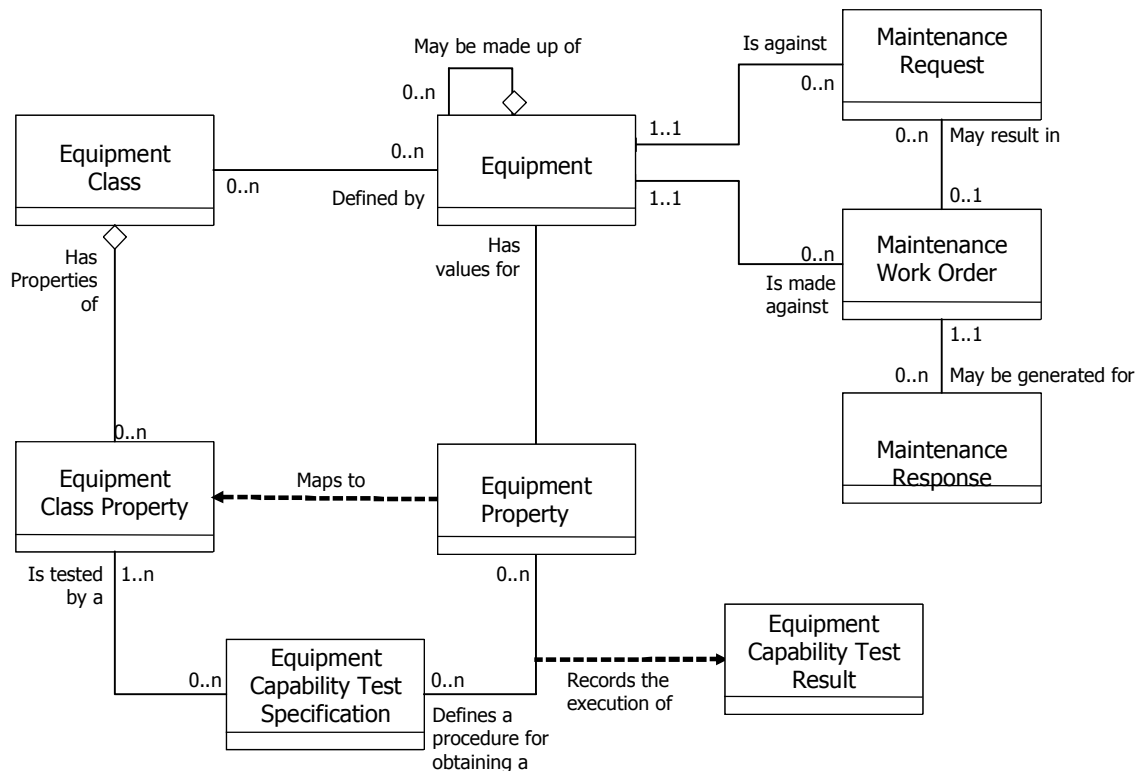 May be made up of
0..n
Is against
0..n
Maintenance
Request
Equipment
Class
0..n
0..n
Defined by
Equipment
1..1
1..1
0..n
May result in
0..1
Has
Properties
of
Has
values for
0..n
Is made
against
Maintenance
Work Order
1..1
0..n
May be generated for
Maintenance
Response
0..n
Equipment
Class Property
Maps to
Equipment
Property
Is tested
by a
1..n
0..n
0..n
Equipment
Capability Test
Specification
0..n
Defines a
procedure for
obtaining a
Records the
execution of
Equipment
Capability Test
Result